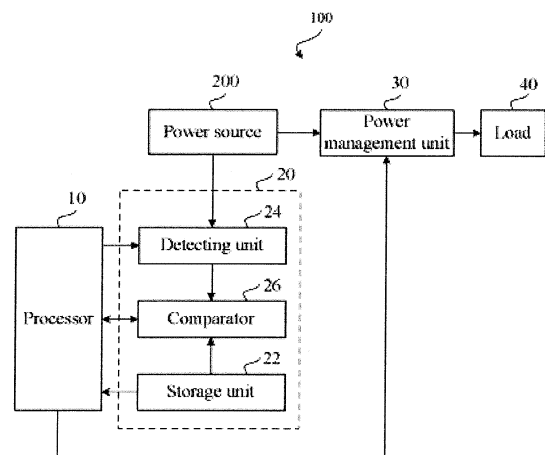 100
200
30
40
Power source
Power
management unit
Load
20
10
24
Detecting unit
26
Processor
Comparator
22
Storage unit